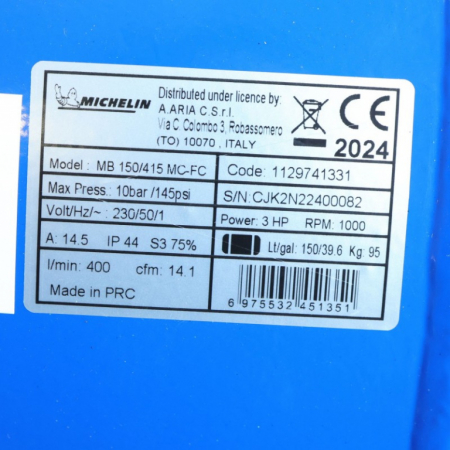 MICHELIN
Distributed under licence by:
A.ARIA C.S.r.l.
Via C. Colombo 3, Robassomero
(TO) 10070 , ITALY
CE
2024
Model : MB 150/415 MC-FC
Code: 1129741331
Max Press.: 10bar /145psi
S/N:CJK2N22400082
Volt/Hz/~ : 230/50/1
Power: 3 HP RPM: 1000
A: 14.5 IP 44 S3 75%
Lt/gal: 150/39.6 Kg: 95
l/min: 400 cfm: 14.1
Made in PRC
6 975532 451351